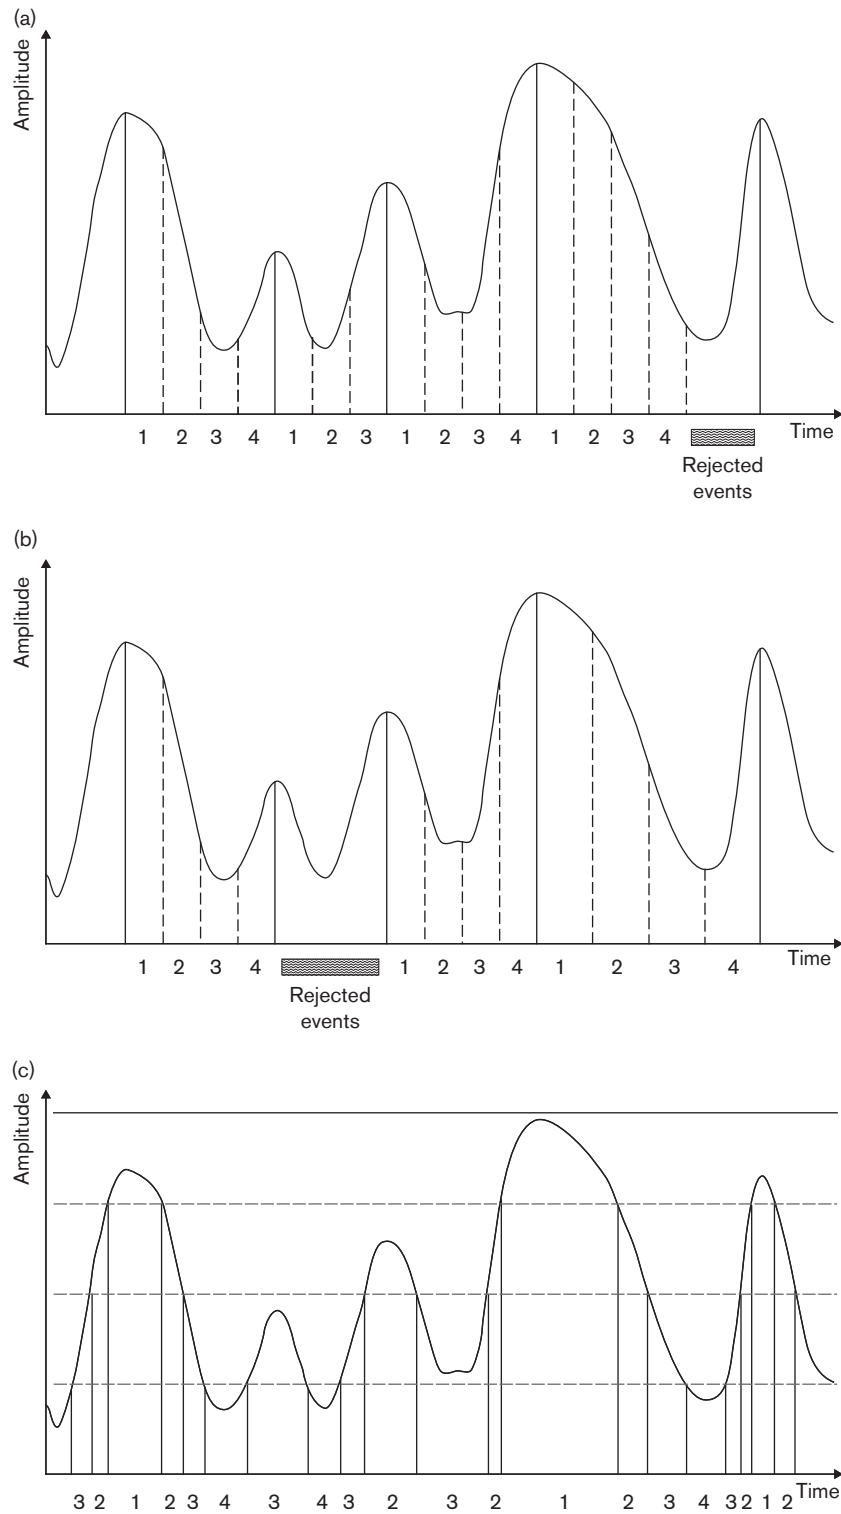 (a)
Amplitude
1 2 3 4 1 2 3 1 2 3 4 1 2 3 4
Time
Rejected
events
(b)
Amplitude
1 2 3 4 1 2 3 4 1 2 3 4
Time
Rejected
events
(c)
Amplitude
3 2 1 2 3 4 3 4 3 2 3 2 1 2 3 4 3 2 1 2
Time